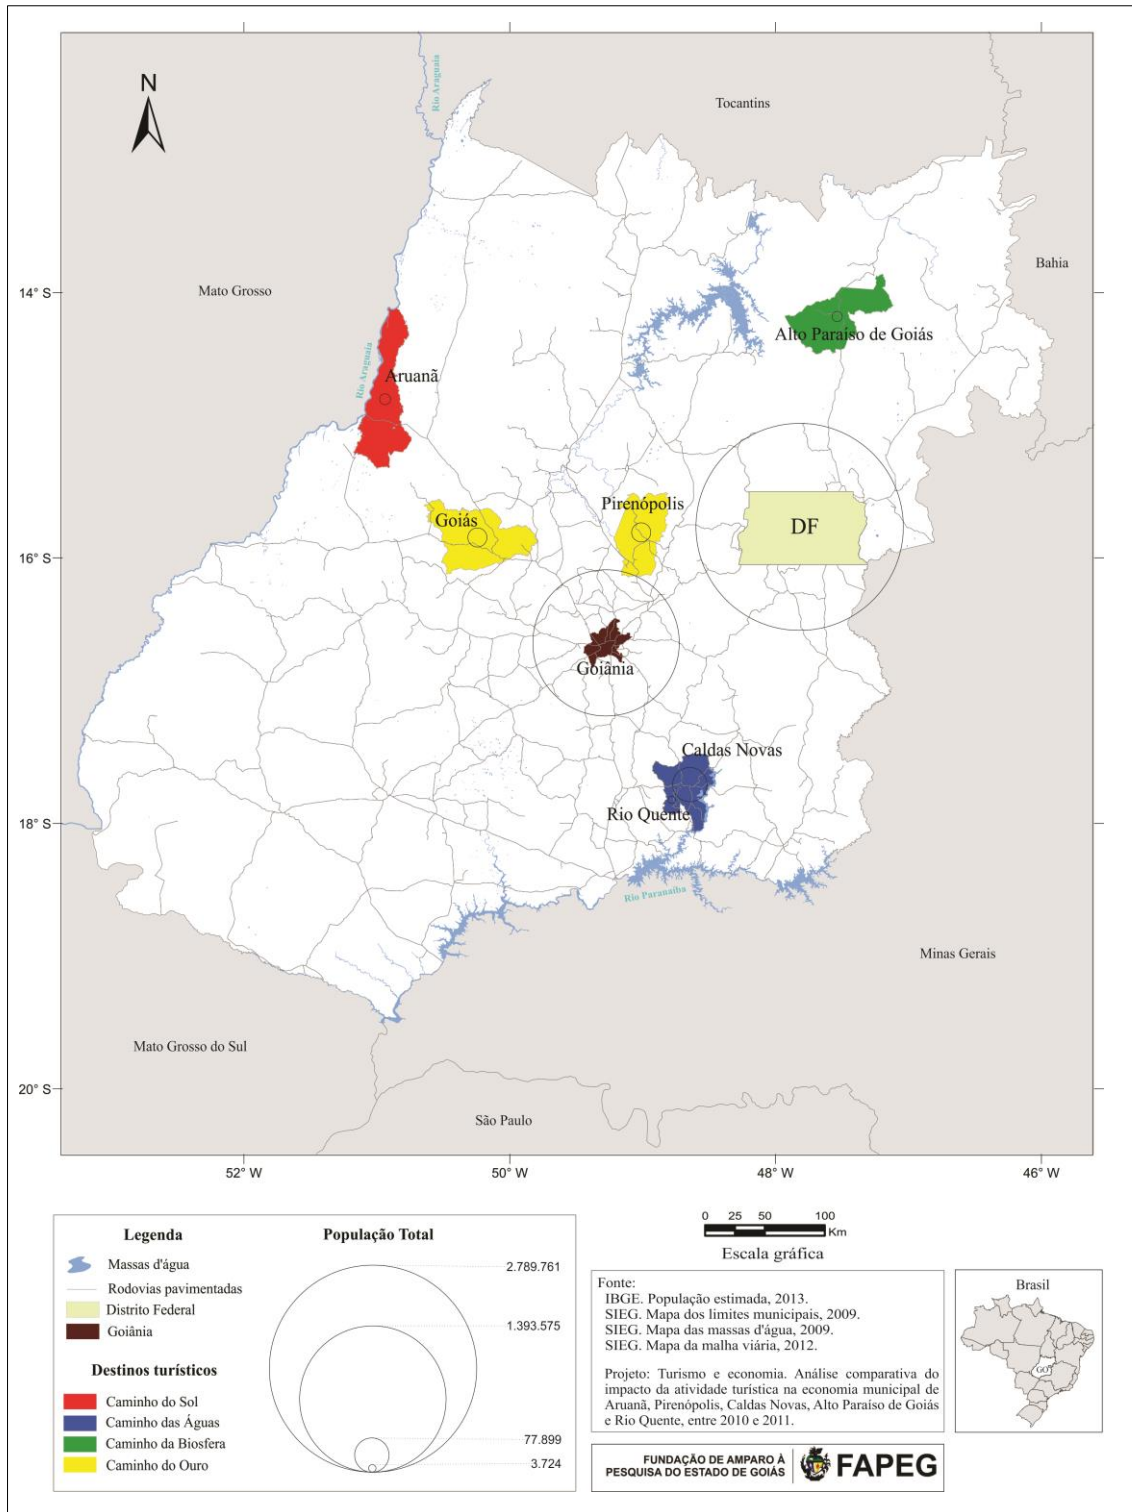 N
Rio Araguaia
Tocantins
Bahia
Mato Grosso
14° S
Alto Paraíso de Goiás
Rio Araguaia
Aruanã
Pirenópolis
Goiás
DF
16° S
Goiânia
Caldas Novas
Rio Quente
18° S
Rio Paranaíba
Minas Gerais
Mato Grosso do Sul
20° S
São Paulo
52° W
50° W
48° W
46° W
Legenda
Massas d'água
Rodovias pavimentadas
Distrito Federal
Goiânia
Destinos turísticos
Caminho do Sol
Caminho das Águas
Caminho da Biosfera
Caminho do Ouro
População Total
2.789.761
1.393.575
77.899
3.724
0 25 50 100
Km
Escala gráfica
Fonte:
IBGE. População estimada, 2013.
SIEG. Mapa dos limites municipais, 2009.
SIEG. Mapa das massas d'água, 2009.
SIEG. Mapa da malha viária, 2012.
Projeto: Turismo e economia. Análise comparativa do
impacto da atividade turística na economia municipal de
Aruanã, Pirenópolis, Caldas Novas, Alto Paraíso de Goiás
e Rio Quente, entre 2010 e 2011.
FUNDAÇÃO DE AMPARO À
PESQUISA DO ESTADO DE GOIÁS
FAPEG
Brasil
GO